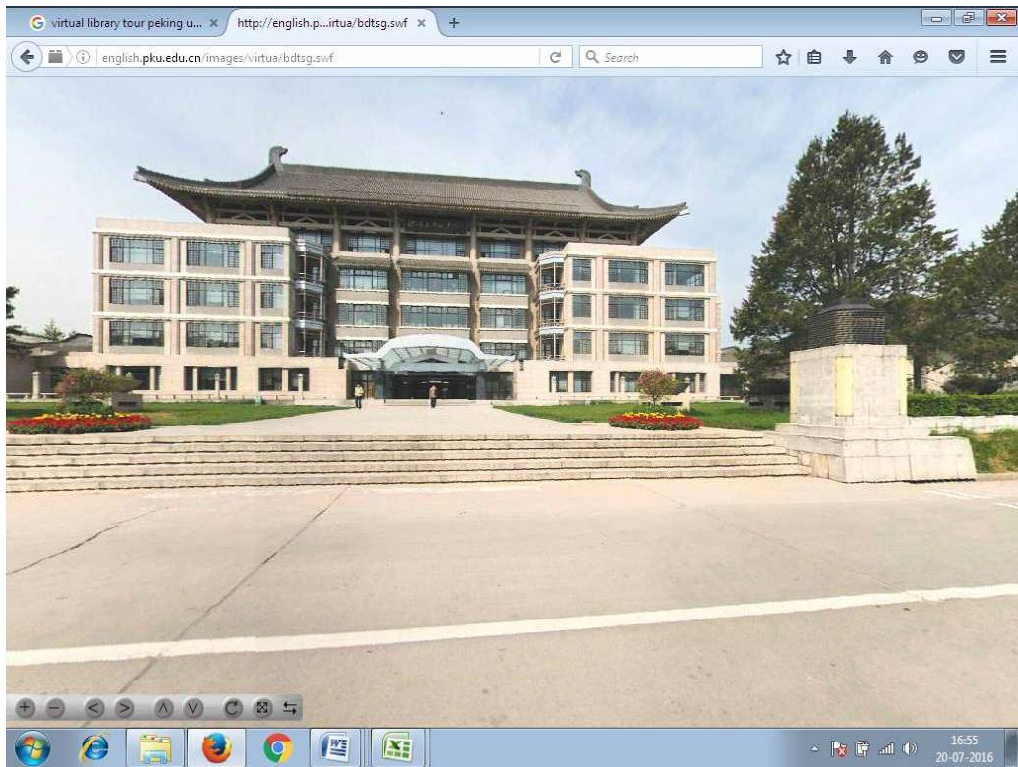 virtual library tour peking u...
http://english.p...irtua/bdtsg.swf
english.pku.edu.cn/images/virtua/bdtsg.swf
Search
16:55
20-07-2016